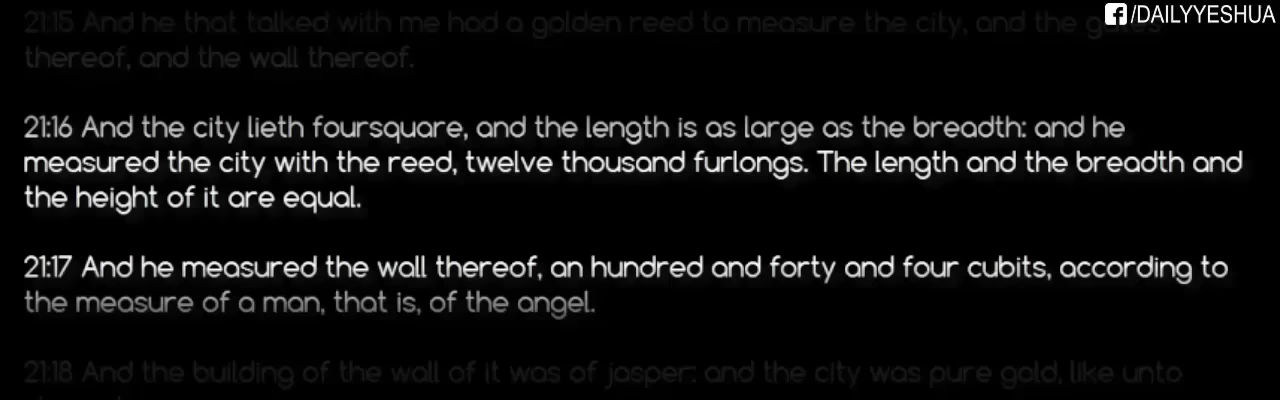 /DAILYYESHUA
21:15 And he that talked with me had a golden reed to measure the city, and the gates
thereof, and the wall thereof.
21:16 And the city lieth foursquare, and the length is as large as the breadth: and he
measured the city with the reed, twelve thousand furlongs. The length and the breadth and
the height of it are equal.
21:17 And he measured the wall thereof, an hundred and forty and four cubits, according to
the measure of a man, that is, of the angel.
21:18 And the building of the wall of it was of jasper: and the city was pure gold, like unto